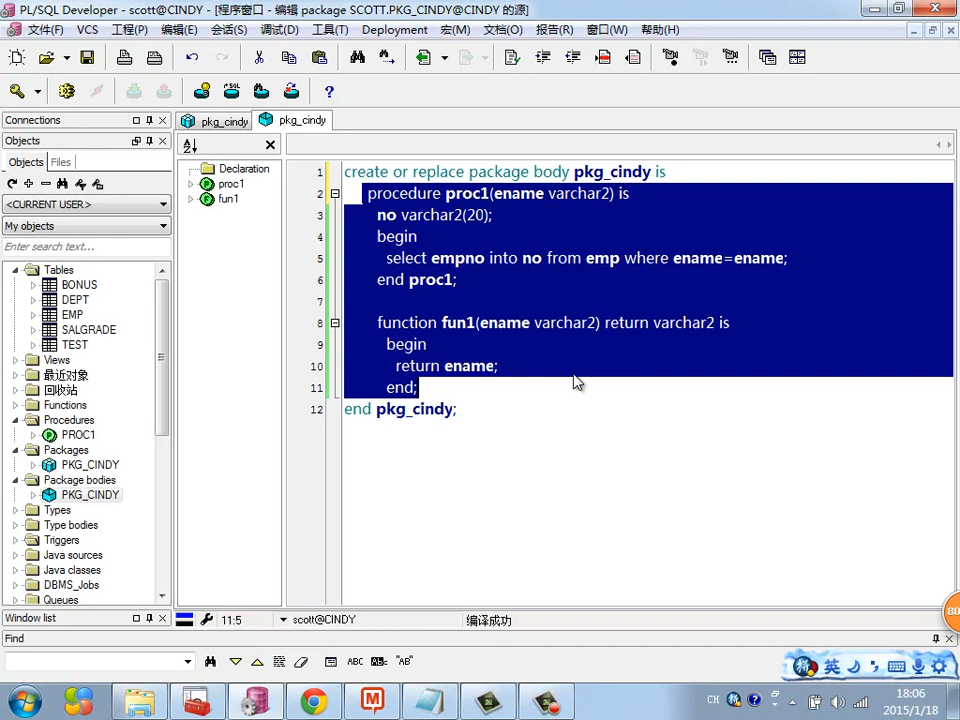 PL/SQL Developer - scott@CINDY - [程序窗口 - 编辑 package SCOTT.PKG_CINDY@CINDY 的源]
文件(F) VCS 工程(P) 编辑(E) 会话(S) 调试(D) 工具(T) Deployment 宏(M) 文档(O) 报告(R) 窗口(W) 帮助(H)
Connections
pkg_cindy
pkg_cindy
Objects
Objects Files
<CURRENT USER>
My objects
Enter search text...
Tables
BONUS
DEPT
EMP
SALGRADE
TEST
Views
最近对象
回收站
Functions
Procedures
PROC1
Packages
PKG_CINDY
Package bodies
PKG_CINDY
Types
Type bodies
Triggers
Java sources
Java classes
DBMS_Jobs
Queues
Declaration
proc1
fun1
1 create or replace package body pkg_cindy is
2 procedure proc1(ename varchar2) is
3 no varchar2(20);
4 begin
5 select empno into no from emp where ename=ename;
6 end proc1;
7
8 function fun1(ename varchar2) return varchar2 is
9 begin
10 return ename;
11 end;
12 end pkg_cindy;
80
Window list
11:5 scott@CINDY 编译成功
Find
ABC ABc "AB"
英
CH
18:06
2015/1/18